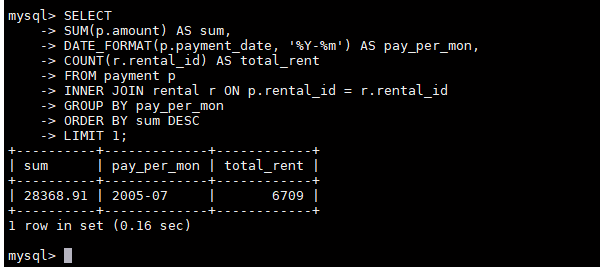 mysql> SELECT
    -> SUM(p.amount) AS sum,
    -> DATE_FORMAT(p.payment_date, '%Y-%m') AS pay_per_mon,
    -> COUNT(r.rental_id) AS total_rent
    -> FROM payment p
    -> INNER JOIN rental r ON p.rental_id = r.rental_id
    -> GROUP BY pay_per_mon
    -> ORDER BY sum DESC
    -> LIMIT 1;
+----------+-------------+------------+
| sum      | pay_per_mon | total_rent |
+----------+-------------+------------+
| 28368.91 | 2005-07     |       6709 |
+----------+-------------+------------+
1 row in set (0.16 sec)
mysql>